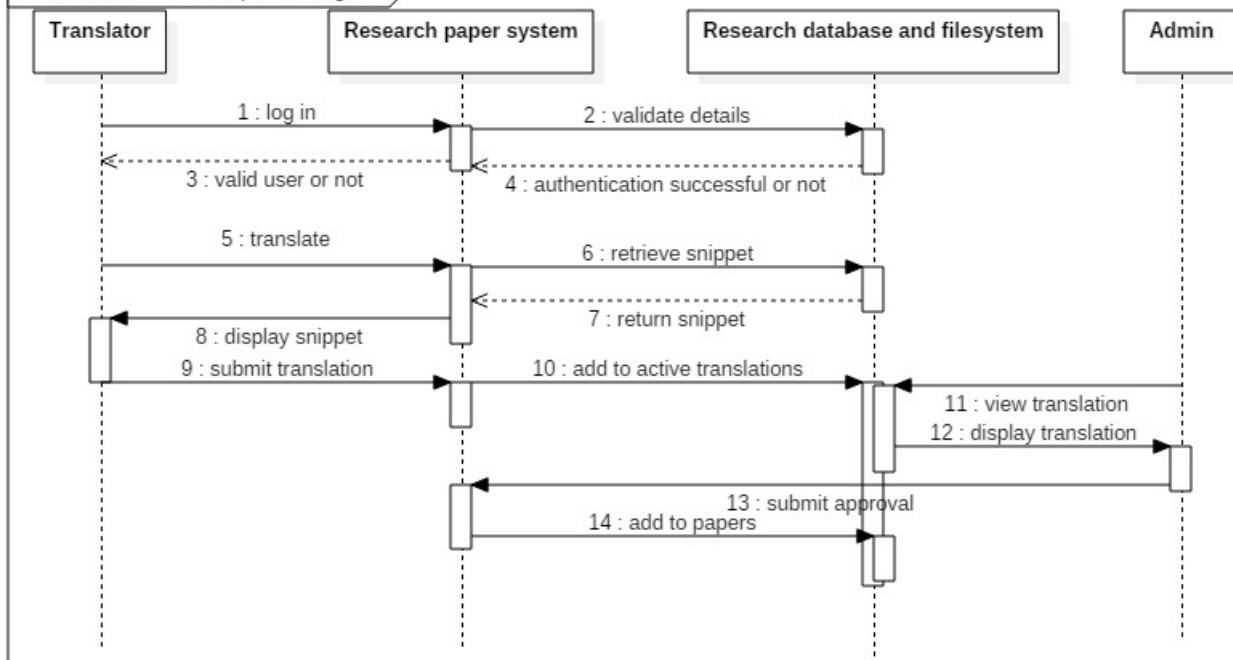 Translator
Research paper system
Research database and filesystem
Admin
1 : log in
2 : validate details
3 : valid user or not
4 : authentication successful or not
5 : translate
6 : retrieve snippet
7 : return snippet
8 : display snippet
9 : submit translation
10 : add to active translations
11 : view translation
12 : display translation
13 : submit approval
14 : add to papers